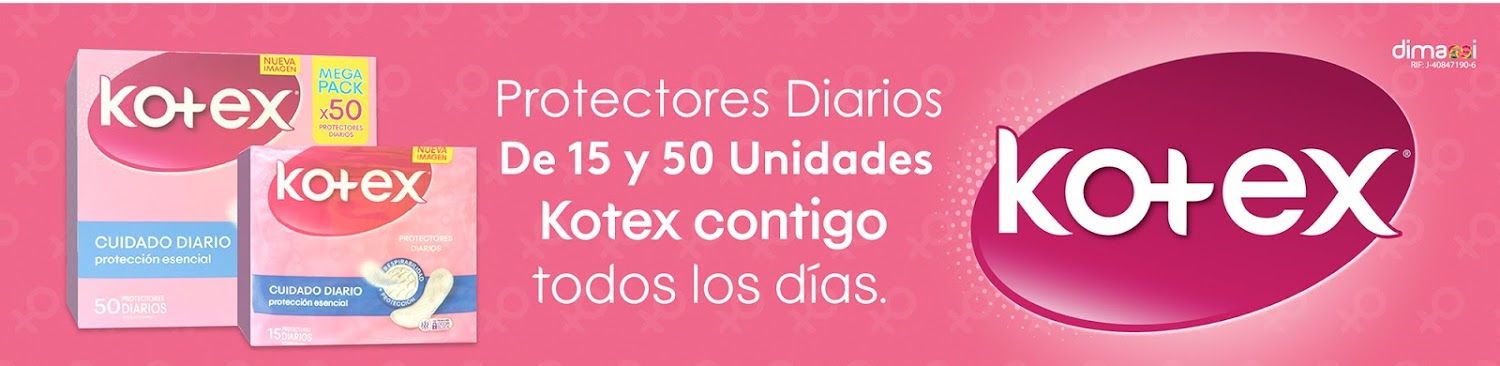 NUEVA
IMAGEN
kotex
MEGA
PACK
x50
PROTECTORES
DIARIOS
CUIDADO DIARIO
protección esencial
50 PROTECTORES
DIARIOS
NUEVA
IMAGEN
kotex
PROTECTORES
DIARIOS
RESPIRABILIDAD
+ PROTECCIÓN
CUIDADO DIARIO
protección esencial
15 PROTECTORES
DIARIOS
Protectores Diarios
De 15 y 50 Unidades
Kotex contigo
todos los días.
RIF: J-40847190-6
kotex®